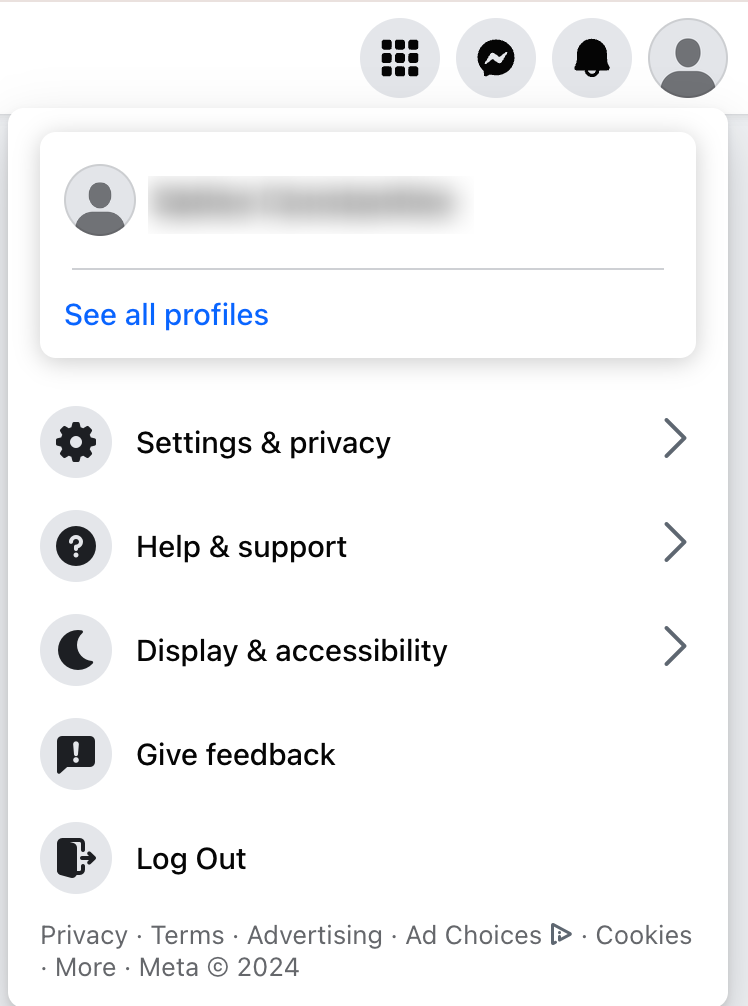 See all profiles
Settings & privacy
Help & support
Display & accessibility
Give feedback
Log Out
Privacy · Terms · Advertising · Ad Choices · Cookies
· More · Meta © 2024